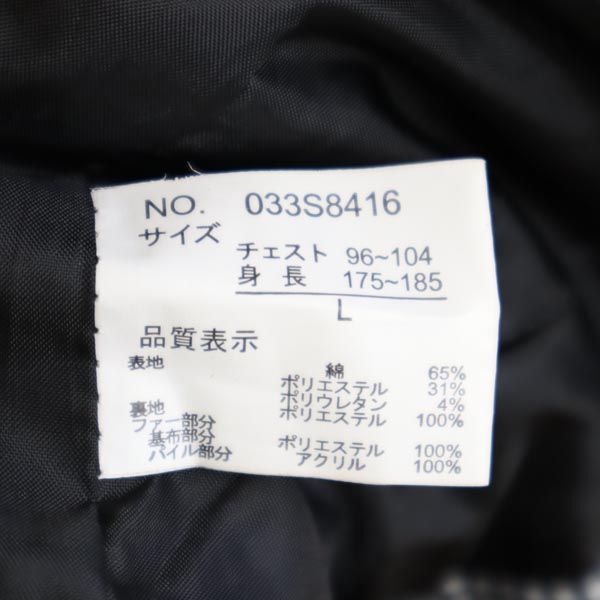 NO. 033S8416
サイズ
チェスト 96~104
身長 175~185
L
品質表示
表地 綿 65%
ポリエステル 31%
ポリウレタン 4%
裏地 ポリエステル 100%
ファー部分
基布部分 ポリエステル 100%
パイル部分 アクリル 100%